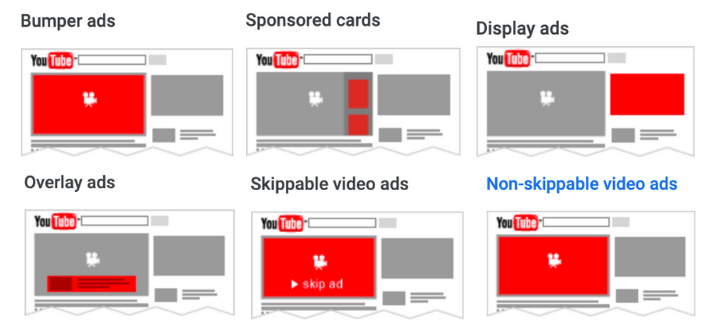 Bumper ads
Sponsored cards
Display ads
YouTube
YouTube
YouTube
Overlay ads
Skippable video ads
Non-skippable video ads
YouTube
YouTube
YouTube
skip ad